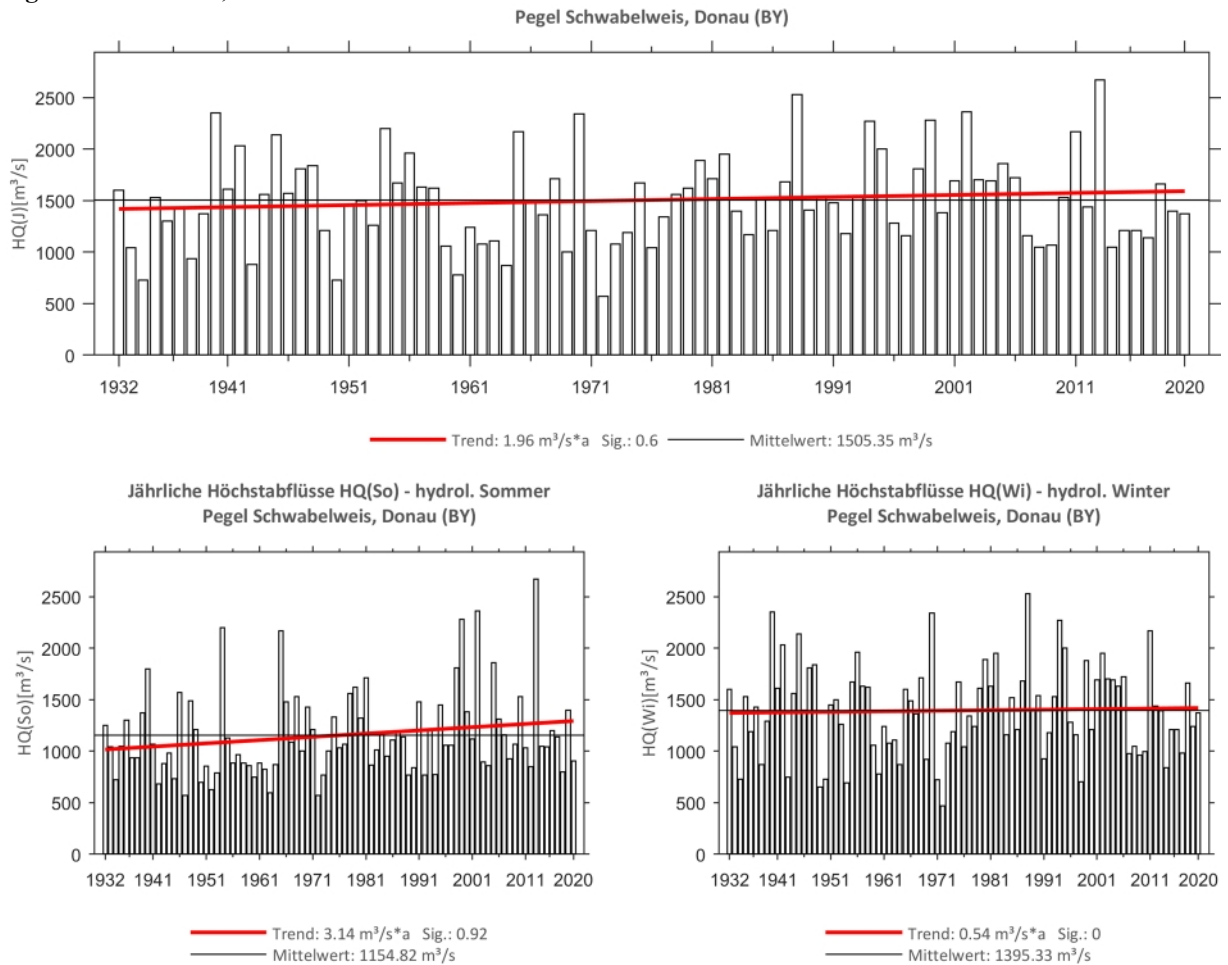 Pegel Schwabelweis, Donau (BY)
HQ(J)[m³/s]
2500
2000
1500
1000
500
0
1932 1941 1951 1961 1971 1981 1991 2001 2011 2020
Trend: 1.96 m³/s*a Sig.: 0.6 Mittelwert: 1505.35 m³/s
Jährliche Höchstabflüsse HQ(So) - hydrol. Sommer
Pegel Schwabelweis, Donau (BY)
HQ(So)[m³/s]
2500
2000
1500
1000
500
0
1932 1941 1951 1961 1971 1981 1991 2001 2012 2020
Trend: 3.14 m³/s*a Sig.: 0.92
Mittelwert: 1154.82 m³/s
Jährliche Höchstabflüsse HQ(Wi) - hydrol. Winter
Pegel Schwabelweis, Donau (BY)
HQ(Wi)[m³/s]
2500
2000
1500
1000
500
0
1932 1941 1951 1961 1971 1981 1991 2001 2011 2020
Trend: 0.54 m³/s*a Sig.: 0
Mittelwert: 1395.33 m³/s